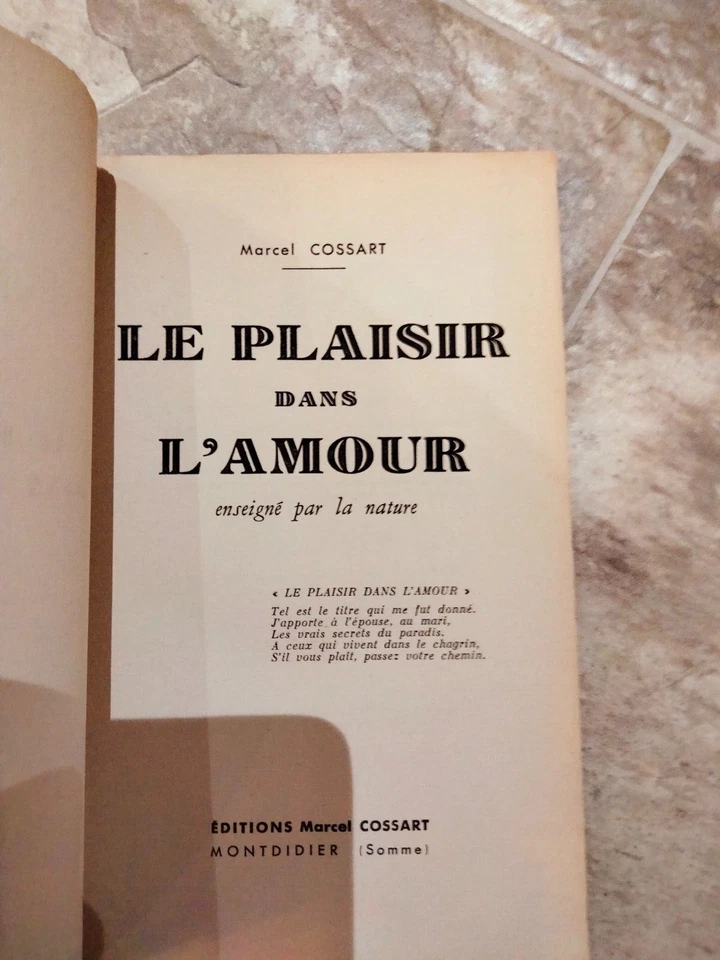 Marcel COSSART
LE PLAISIR
DANS
L'AMOUR
enseigné par la nature
« LE PLAISIR DANS L'AMOUR »
Tel est le titre qui me fut donné.
J'apporte à l'épouse, au mari,
Les vrais secrets du paradis.
A ceux qui vivent dans le chagrin,
S'il vous plaît, passez votre chemin.
ÉDITIONS Marcel COSSART
MONTDIDIER (Somme)